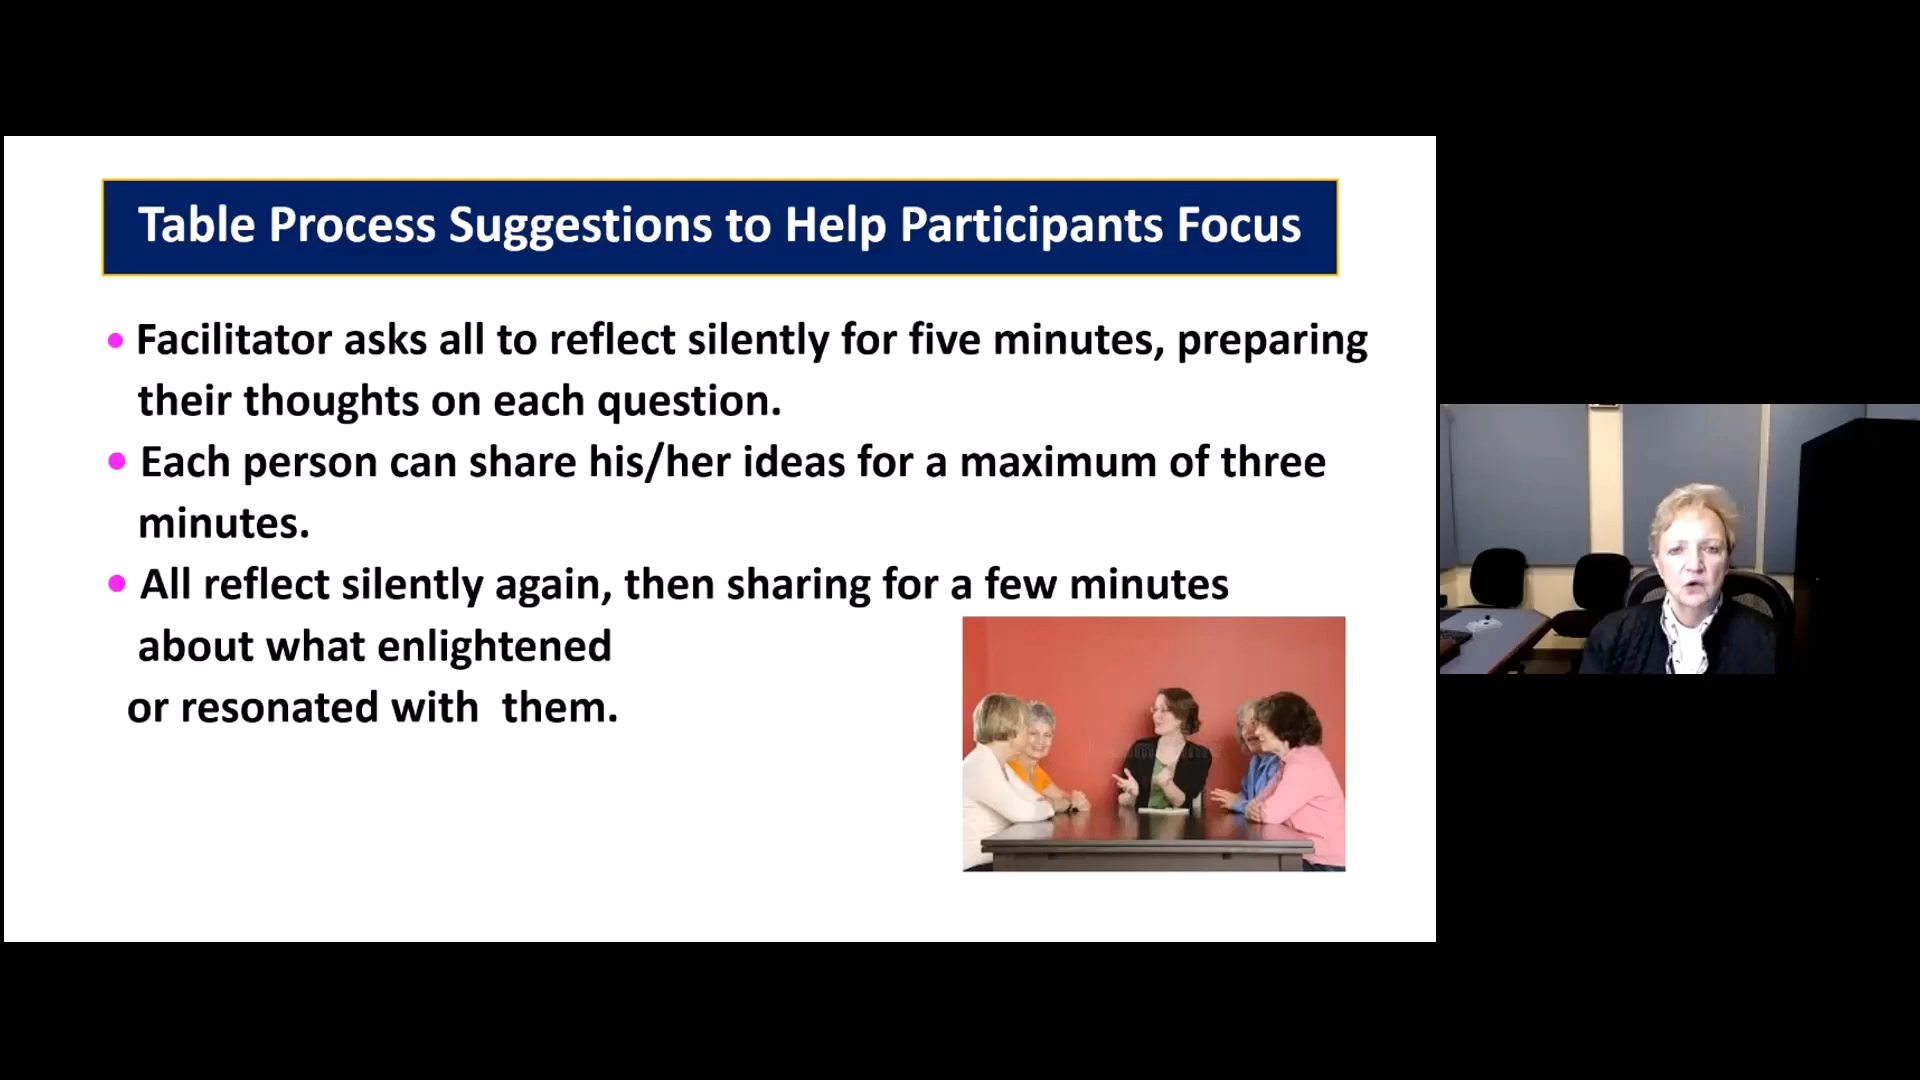 Table Process Suggestions to Help Participants Focus
• Facilitator asks all to reflect silently for five minutes, preparing
their thoughts on each question.
• Each person can share his/her ideas for a maximum of three
minutes.
• All reflect silently again, then sharing for a few minutes
about what enlightened
or resonated with  them.